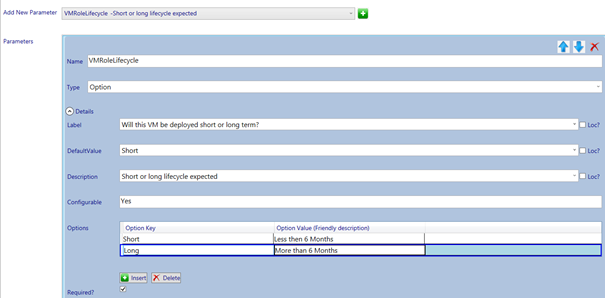 Add New Parameter VMRoleLifecycle -Short or long lifecycle expected
Parameters
Name VMRoleLifecycle
Type Option
Details
Label Will this VM be deployed short or long term? Loc?
DefaultValue Short Loc?
Description Short or long lifecycle expected Loc?
Configurable Yes
Options Option Key Option Value (Friendly description)
Short Less then 6 Months
Long More than 6 Months
Insert Delete
Required?